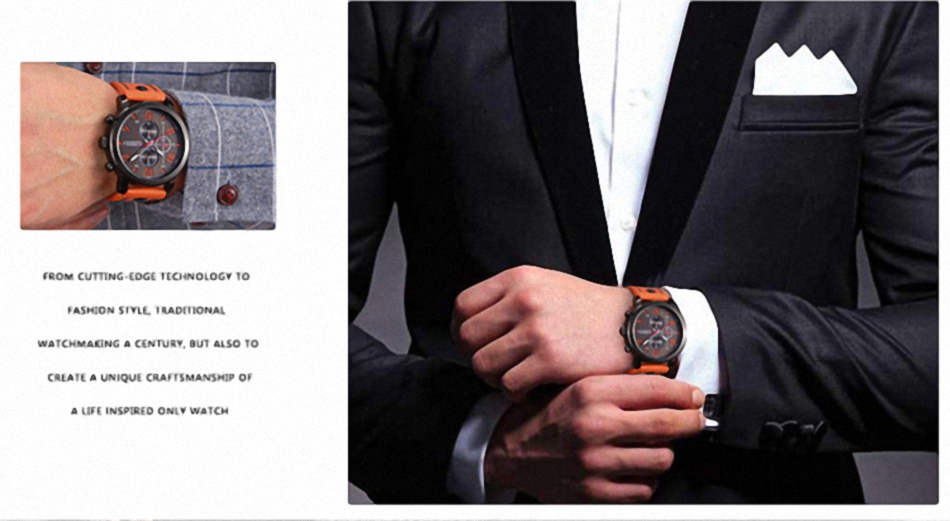 FROM CUTTING-EDGE TECHNOLOGY TO
FASHION STYLE, TRADITIONAL
WATCHMAKING A CENTURY, BUT ALSO TO
CREATE A UNIQUE CRAFTSMANSHIP OF
A LIFE INSPIRED ONLY WATCH